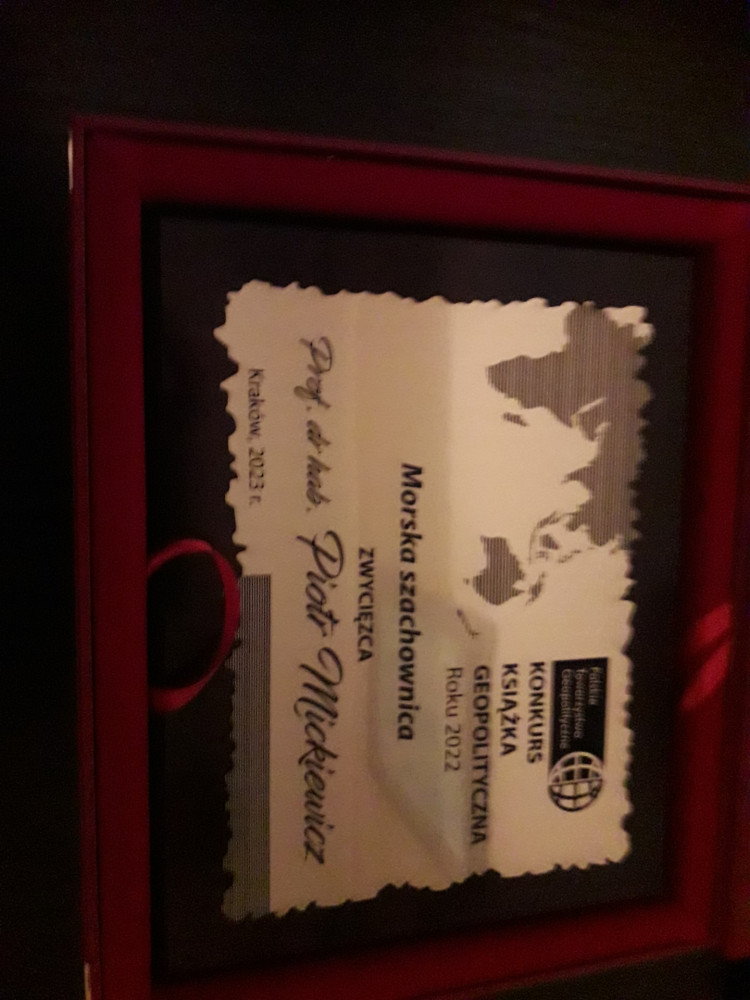 Polskie
Towarzystwo
Geopolityczne
KONKURS
KSIĄŻKA
GEOPOLITYCZNA
Roku 2022
Morska szachownica
ZWYCIĘZCA
Prof. dr hab. Piotr Mickiewicz
Kraków, 2023 r.